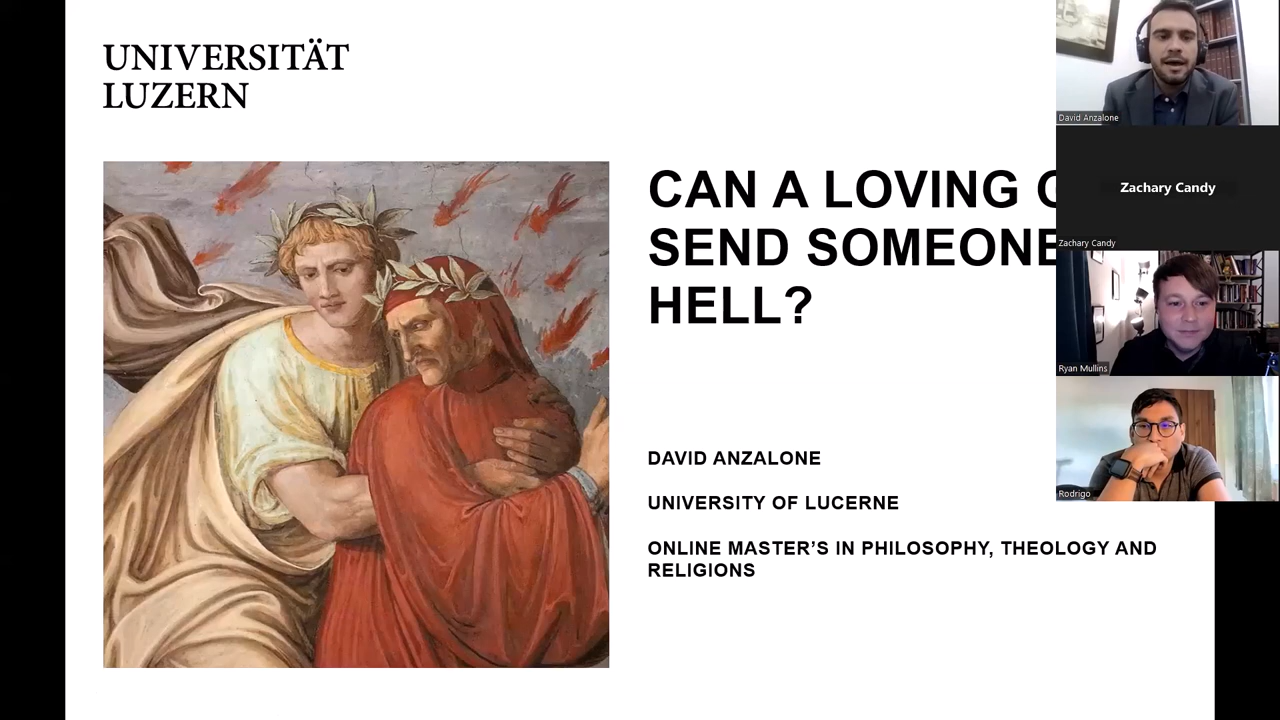 UNIVERSITÄT
LUZERN
CAN A LOVING
SEND SOMEONE
HELL?
DAVID ANZALONE
UNIVERSITY OF LUCERNE
ONLINE MASTER’S IN PHILOSOPHY, THEOLOGY AND
RELIGIONS
David Anzalone
Zachary Candy
Zachary Candy
Ryan Mullins
Rodrigo